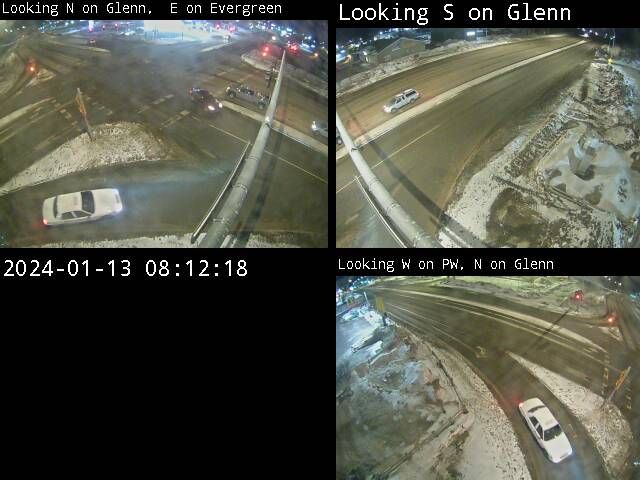 Looking N on Glenn,  E on Evergreen
Looking S on Glenn
2024-01-13 08:12:18
Looking W on PW, N on Glenn